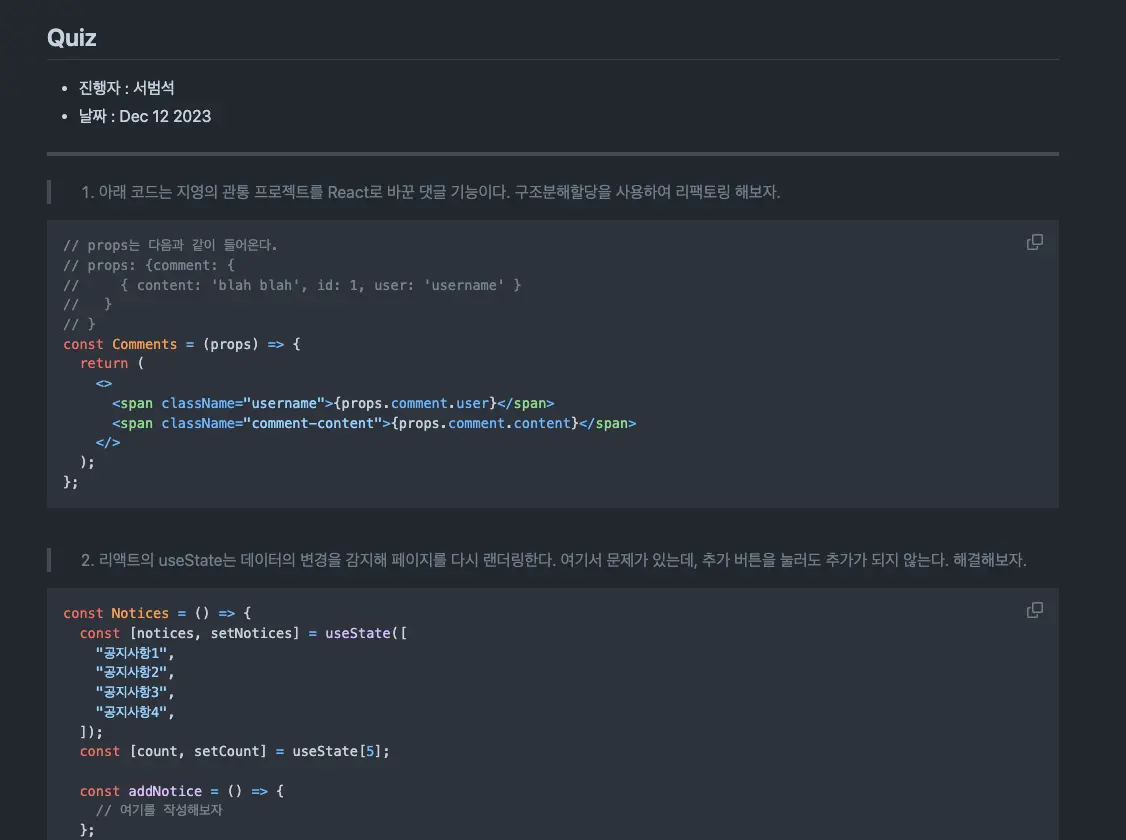 Quiz
진행자 : 서범석
날짜 : Dec 12 2023
1. 아래 코드는 지영의 관통 프로젝트를 React로 바꾼 댓글 기능이다. 구조분해할당을 사용하여 리팩토링 해보자.
// props는 다음과 같이 들어온다.
// props: {comment: {
//     { content: 'blah blah', id: 1, user: 'username' }
//   }
// }
const Comments = (props) => {
  return (
    <>
      <span className="username">{props.comment.user}</span>
      <span className="comment-content">{props.comment.content}</span>
    </>
  );
};
2. 리액트의 useState는 데이터의 변경을 감지해 페이지를 다시 랜더링한다. 여기서 문제가 있는데, 추가 버튼을 눌러도 추가가 되지 않는다. 해결해보자.
const Notices = () => {
  const [notices, setNotices] = useState([
    "공지사항1",
    "공지사항2",
    "공지사항3",
    "공지사항4",
  ]);
  const [count, setCount] = useState[5];
  const addNotice = () => {
    // 여기를 작성해보자
  };